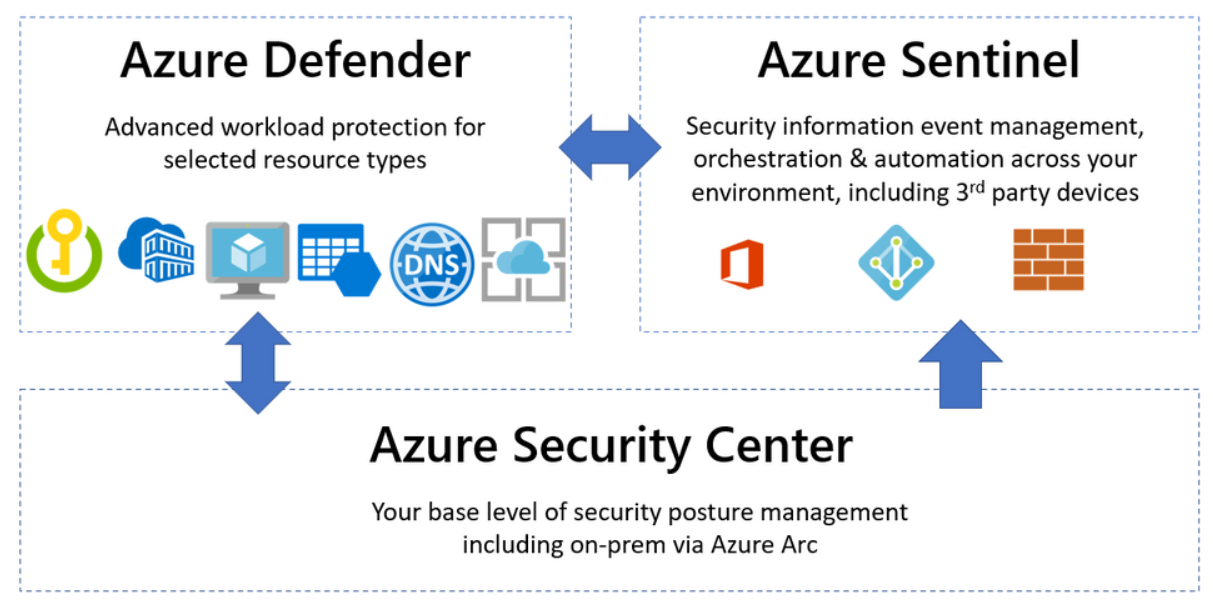 Azure Defender
Advanced workload protection for
selected resource types
DNS
Azure Sentinel
Security information event management,
orchestration & automation across your
environment, including 3rd party devices
Azure Security Center
Your base level of security posture management
including on-prem via Azure Arc